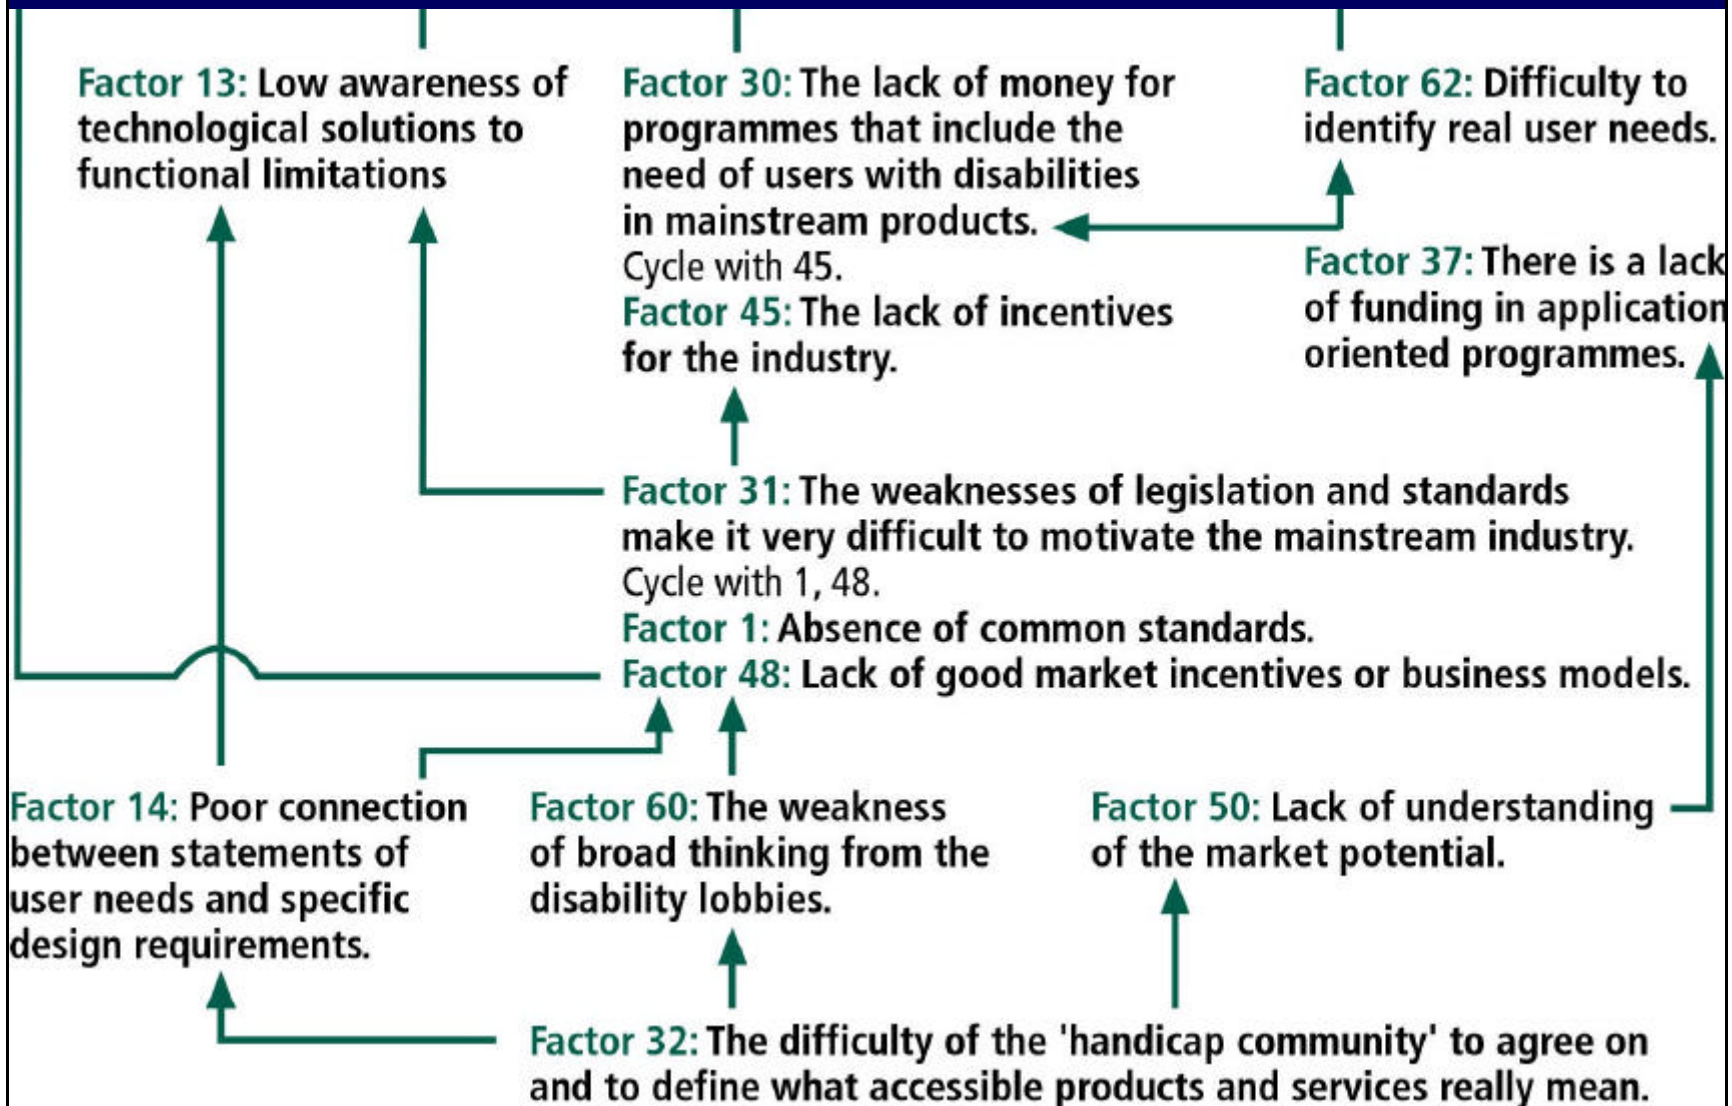 Factor 13: Low awareness of
technological solutions to
functional limitations
Factor 30: The lack of money for
programmes that include the
need of users with disabilities
in mainstream products.
Cycle with 45.
Factor 45: The lack of incentives
for the industry.
Factor 62: Difficulty to
identify real user needs.
Factor 37: There is a lack
of funding in application
oriented programmes.
Factor 31: The weaknesses of legislation and standards
make it very difficult to motivate the mainstream industry.
Cycle with 1, 48.
Factor 1: Absence of common standards.
Factor 48: Lack of good market incentives or business models.
Factor 14: Poor connection
between statements of
user needs and specific
design requirements.
Factor 60: The weakness
of broad thinking from the
disability lobbies.
Factor 50: Lack of understanding
of the market potential.
Factor 32: The difficulty of the 'handicap community' to agree on
and to define what accessible products and services really mean.